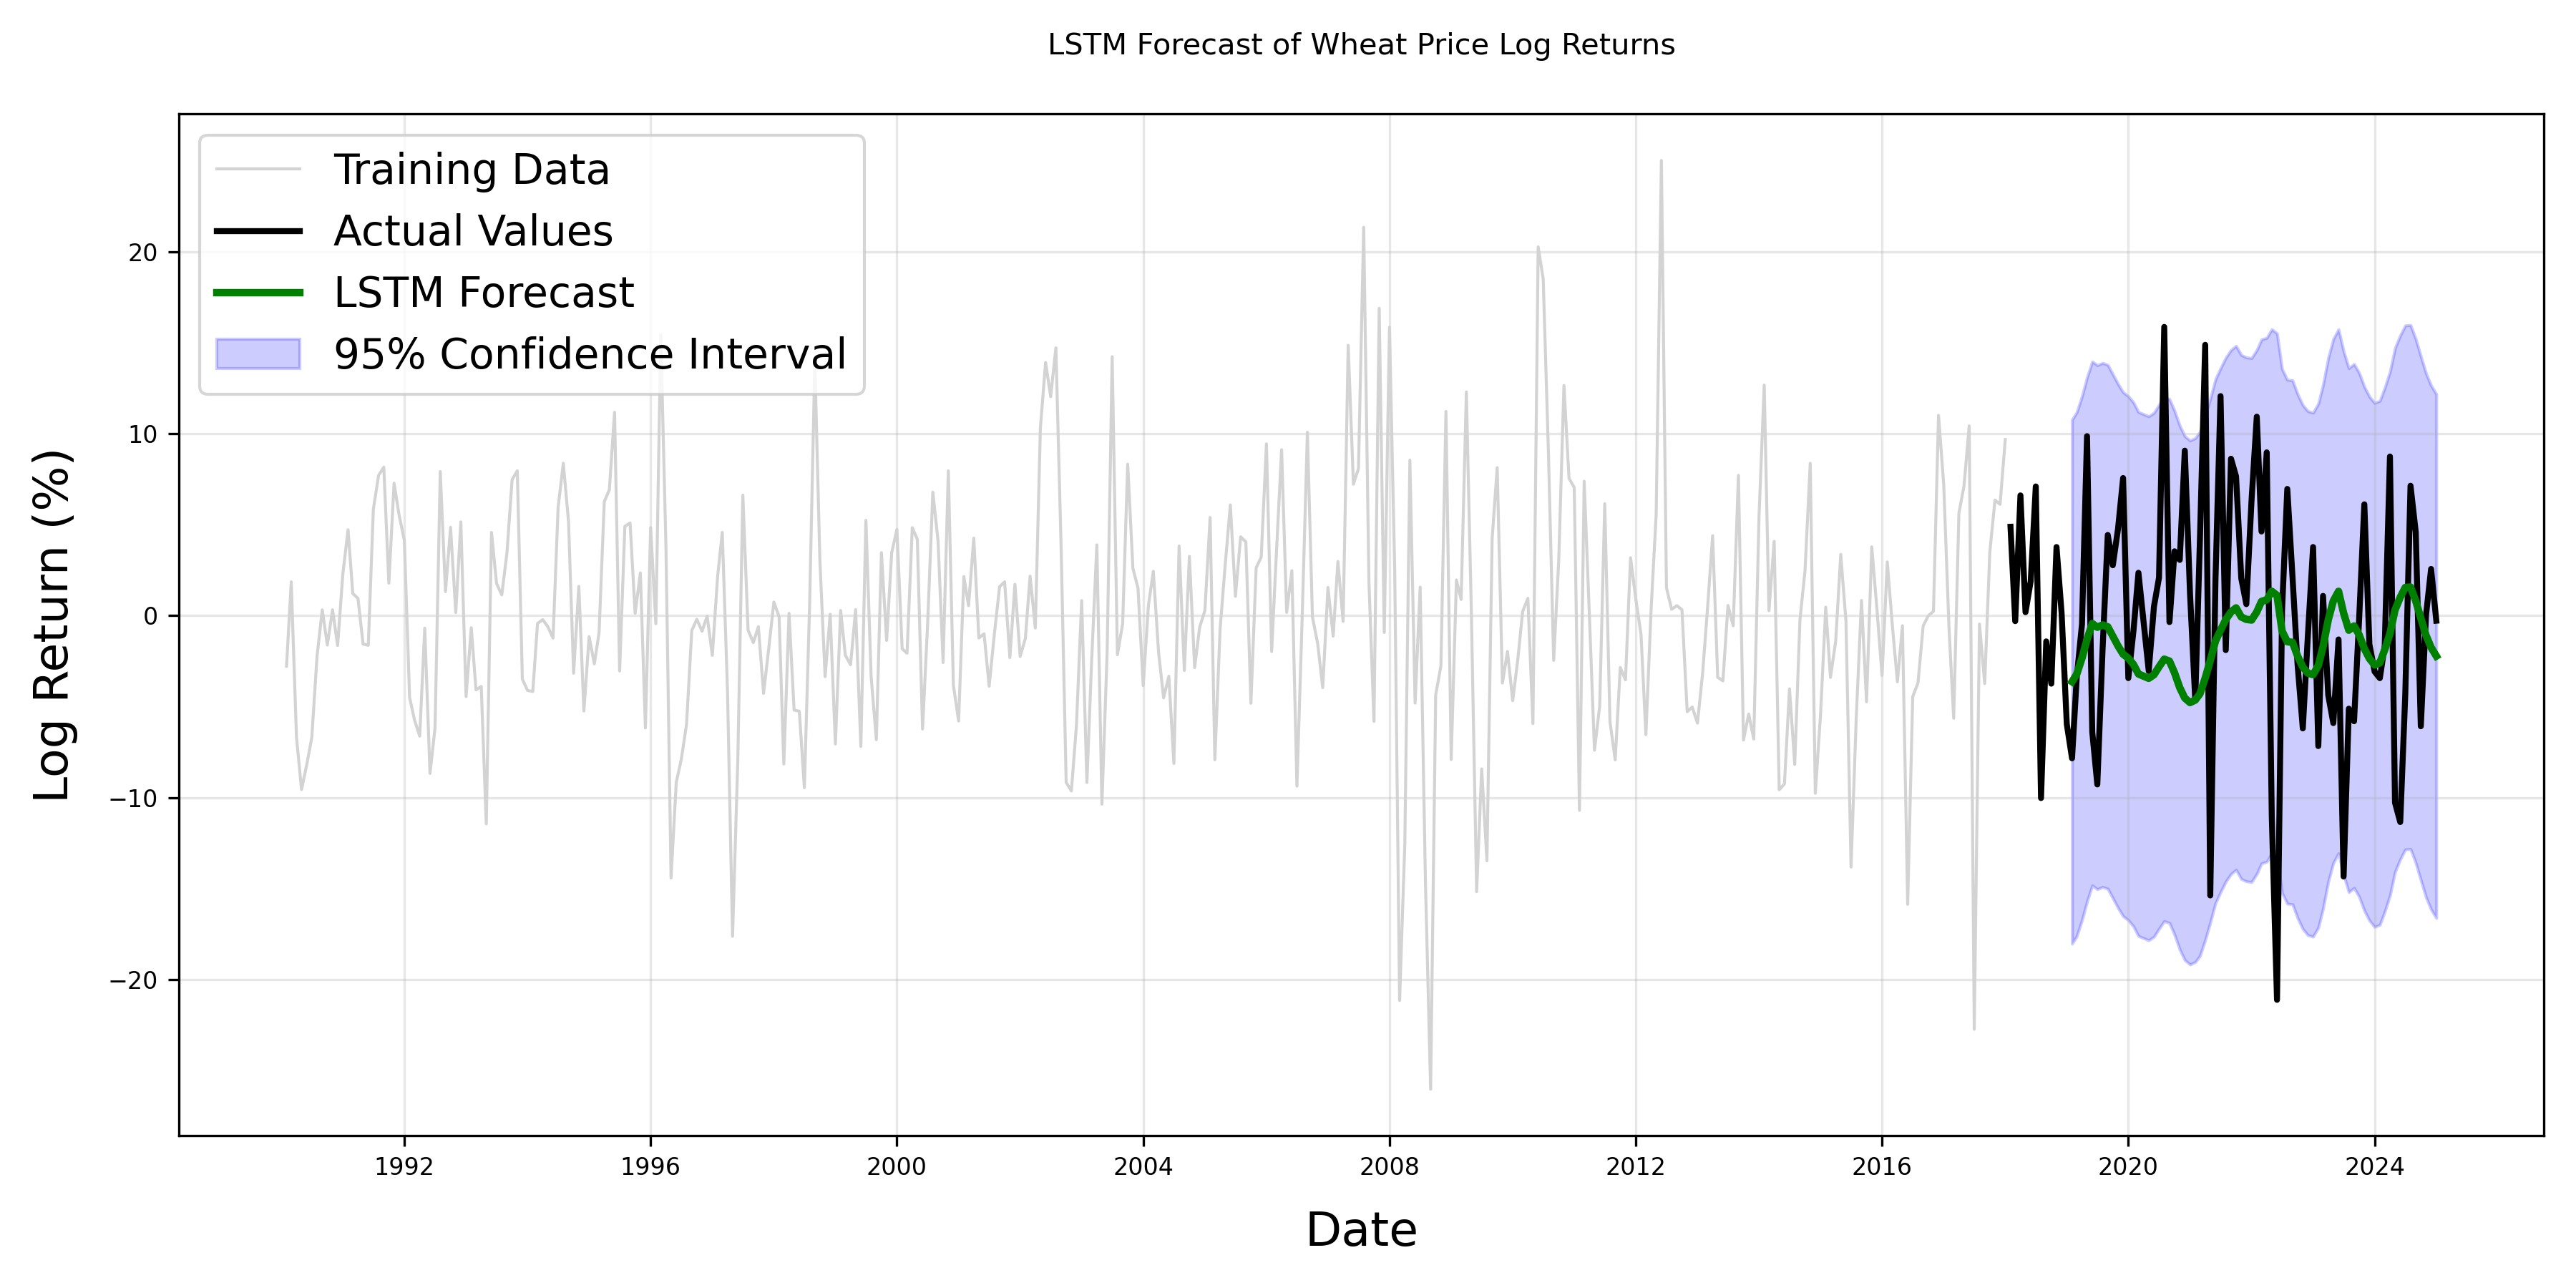 LSTM Forecast of Wheat Price Log Returns
Training Data
Actual Values
LSTM Forecast
95% Confidence Interval
Log Return (%)
20
10
0
−10
−20
1992 1996 2000 2004 2008 2012 2016 2020 2024
Date